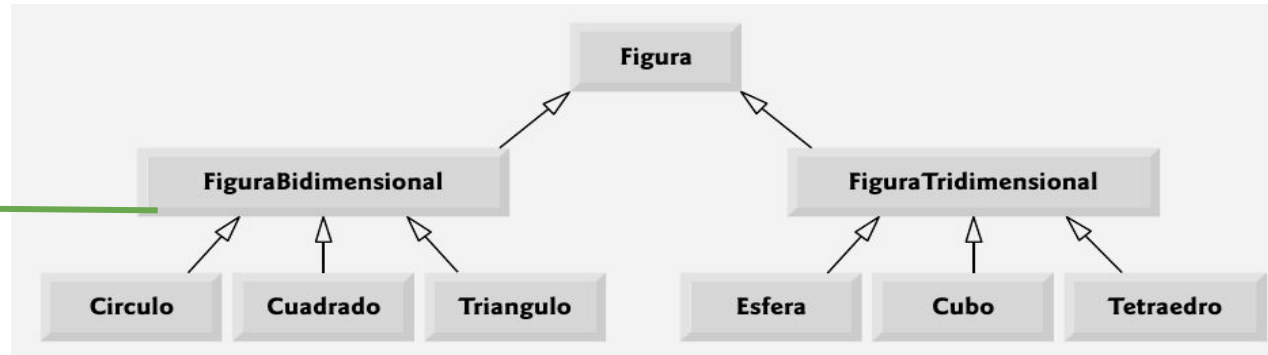 Figura
FiguraBidimensional FiguraTridimensional
Circulo Cuadrado Triangulo Esfera Cubo Tetraedro